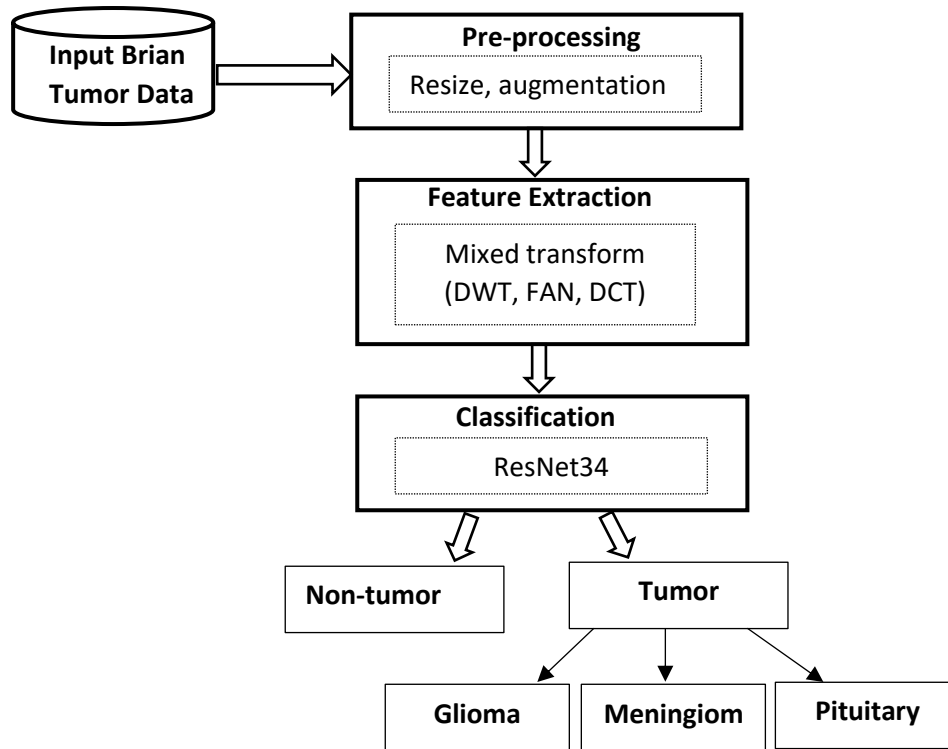 Input Brian
Tumor Data
Pre-processing
Resize, augmentation
Feature Extraction
Mixed transform
(DWT, FAN, DCT)
Classification
ResNet34
Non-tumor
Tumor
Glioma
Meningiom
Pituitary